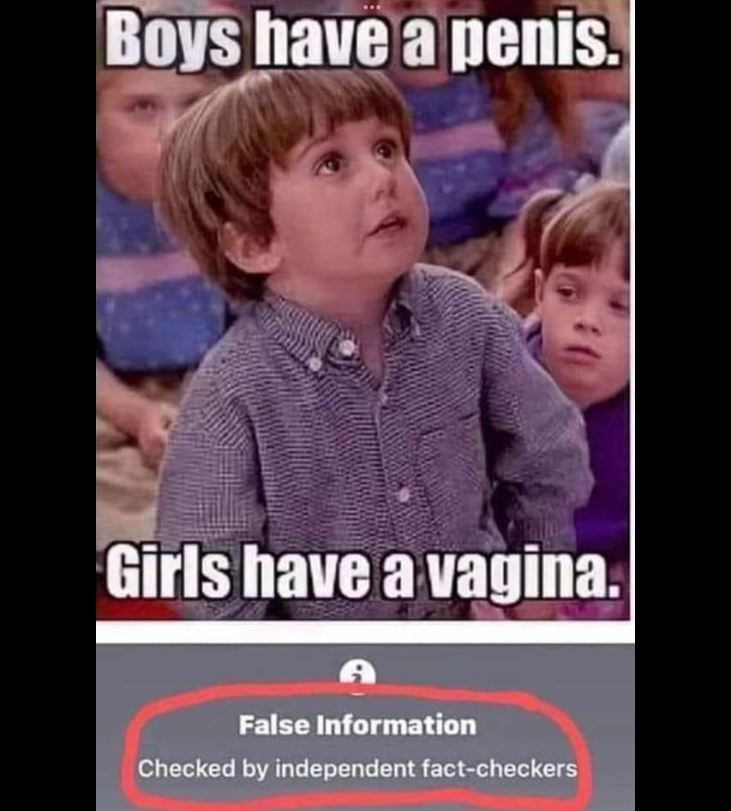 Boys have a penis.
Girls have a vagina.
False Information
Checked by independent fact-checkers